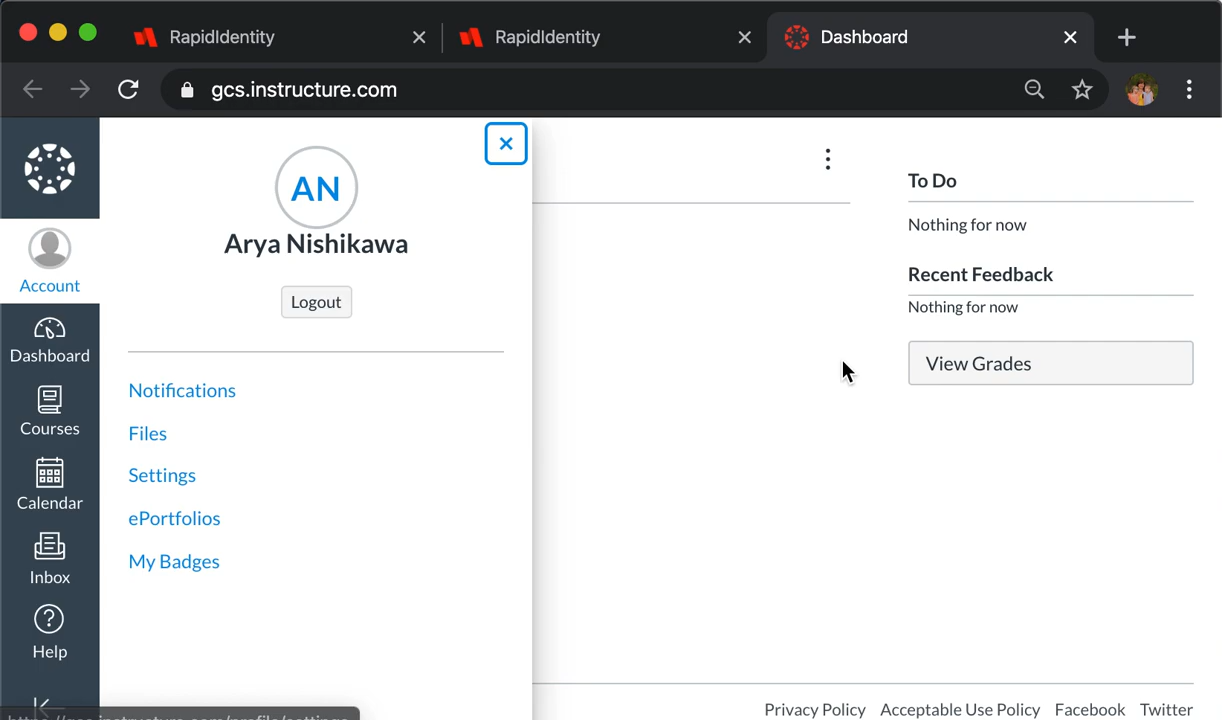 RapidIdentity
RapidIdentity
Dashboard
gcs.instructure.com
Account
Dashboard
Courses
Calendar
Inbox
Help
AN
Arya Nishikawa
Logout
Notifications
Files
Settings
ePortfolios
My Badges
To Do
Nothing for now
Recent Feedback
Nothing for now
View Grades
Privacy Policy Acceptable Use Policy Facebook Twitter